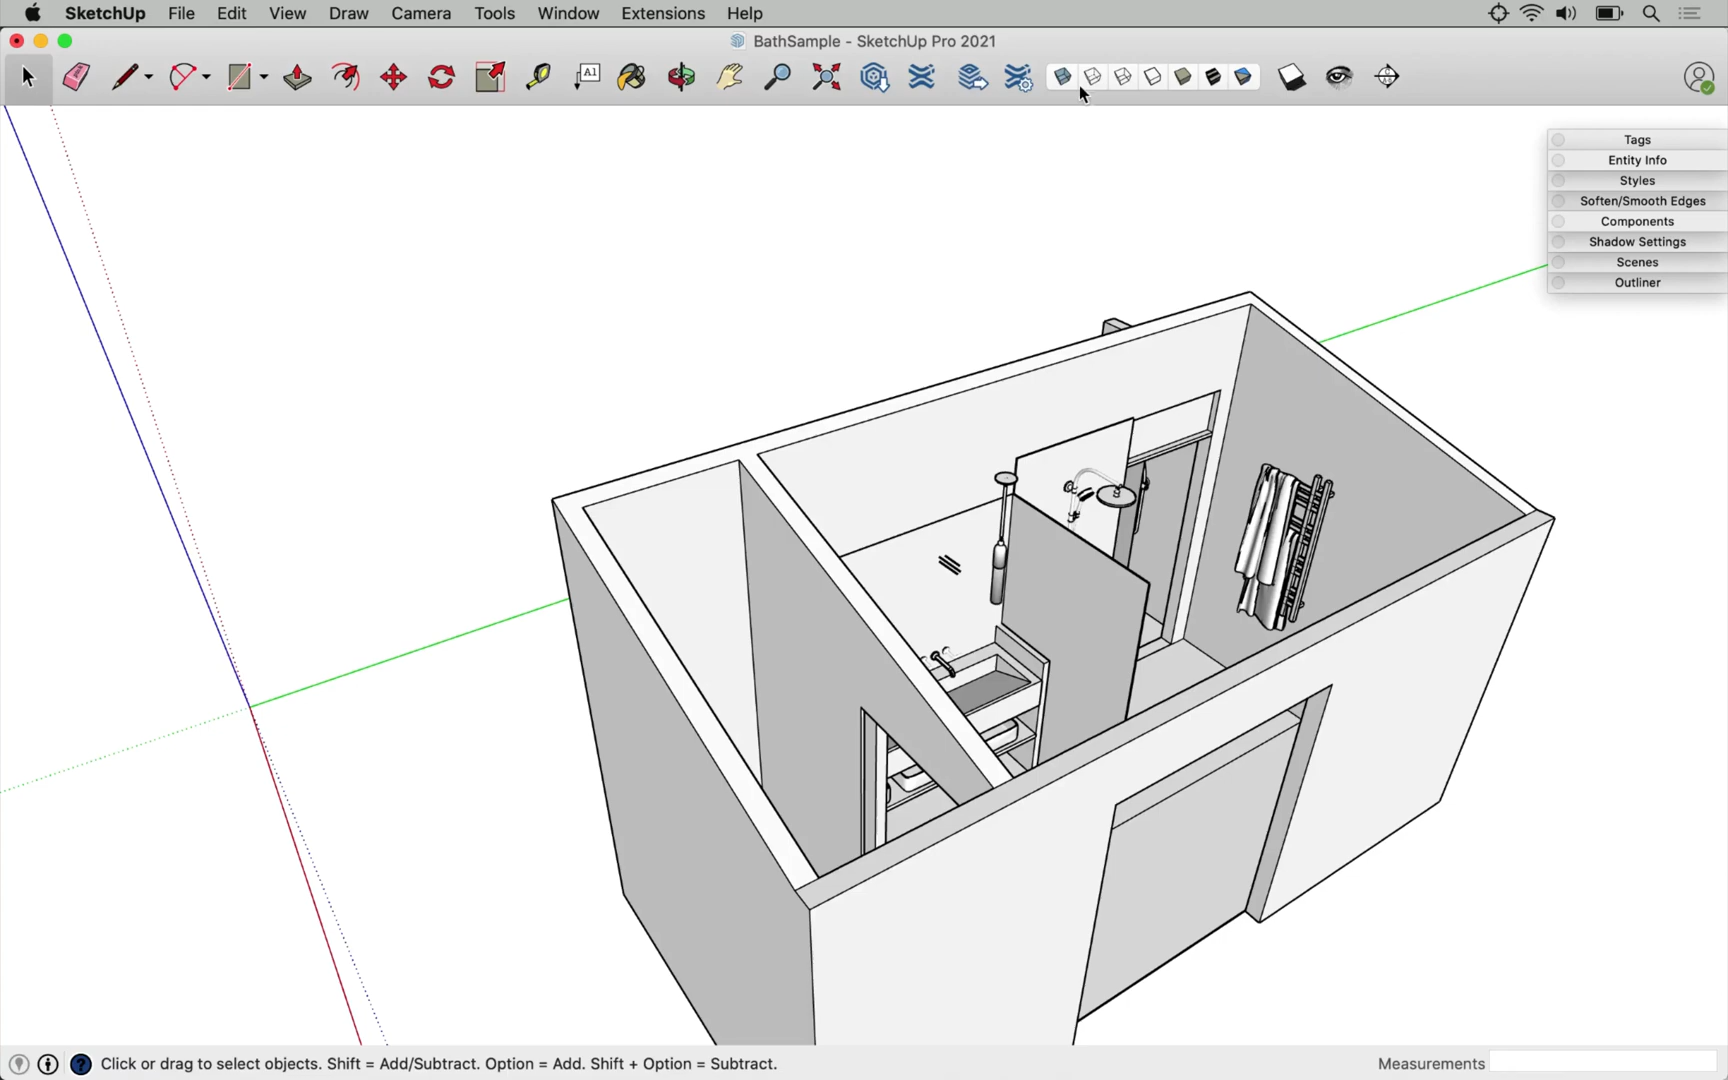 SketchUp File Edit View Draw Camera Tools Window Extensions Help
BathSample - SketchUp Pro 2021
A1
Tags
Entity Info
Styles
Soften/Smooth Edges
Components
Shadow Settings
Scenes
Outliner
Click or drag to select objects. Shift = Add/Subtract. Option = Add. Shift + Option = Subtract.
Measurements